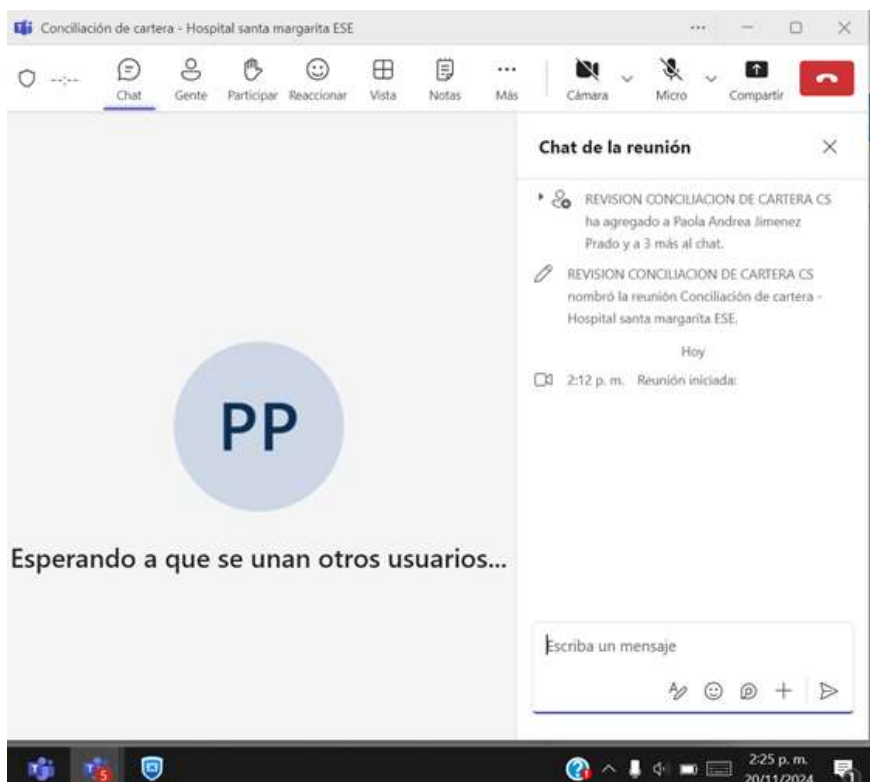 Conciliación de cartera - Hospital santa margarita ESE
--:--
Chat
Gente
Participar
Reaccionar
Vista
Notas
Más
Cámara
Micro
Compartir
Chat de la reunión
REVISION CONCILIACION DE CARTERA CS
ha agregado a Paola Andrea Jimenez
Prado y a 3 más al chat.
REVISION CONCILIACION DE CARTERA CS
nombró la reunión Conciliación de cartera -
Hospital santa margarita ESE.
Hoy
2:12 p. m. Reunión iniciada:
PP
Esperando a que se unan otros usuarios...
Escriba un mensaje
5
2:25 p. m.
20/11/2024